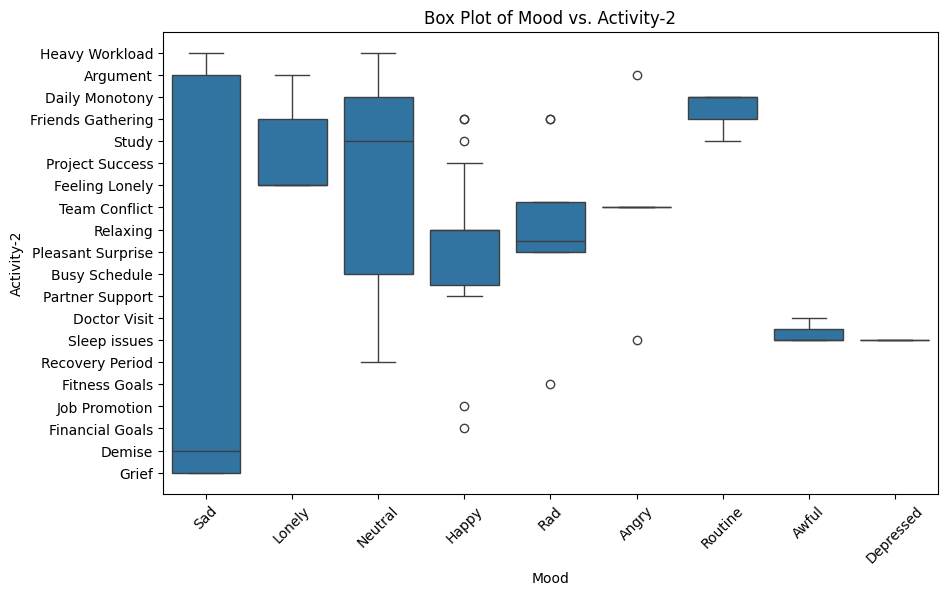 Box Plot of Mood vs. Activity-2
Activity-2
Heavy Workload
Argument
Daily Monotony
Friends Gathering
Study
Project Success
Feeling Lonely
Team Conflict
Relaxing
Pleasant Surprise
Busy Schedule
Partner Support
Doctor Visit
Sleep issues
Recovery Period
Fitness Goals
Job Promotion
Financial Goals
Demise
Grief
Sad
Lonely
Neutral
Happy
Rad
Angry
Routine
Awful
Depressed
Mood